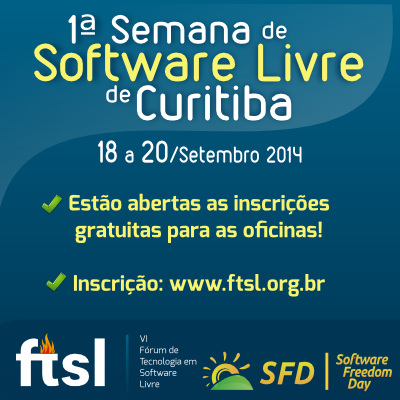 1ª Semana de
Software Livre
de Curitiba
18 a 20/Setembro 2014
Estão abertas as inscrições
gratuitas para as oficinas!
Inscrição: www.ftsl.org.br
ftsl
VI
Fórum de
Tecnologia em
Software
Livre
SFD
Software
Freedom
Day